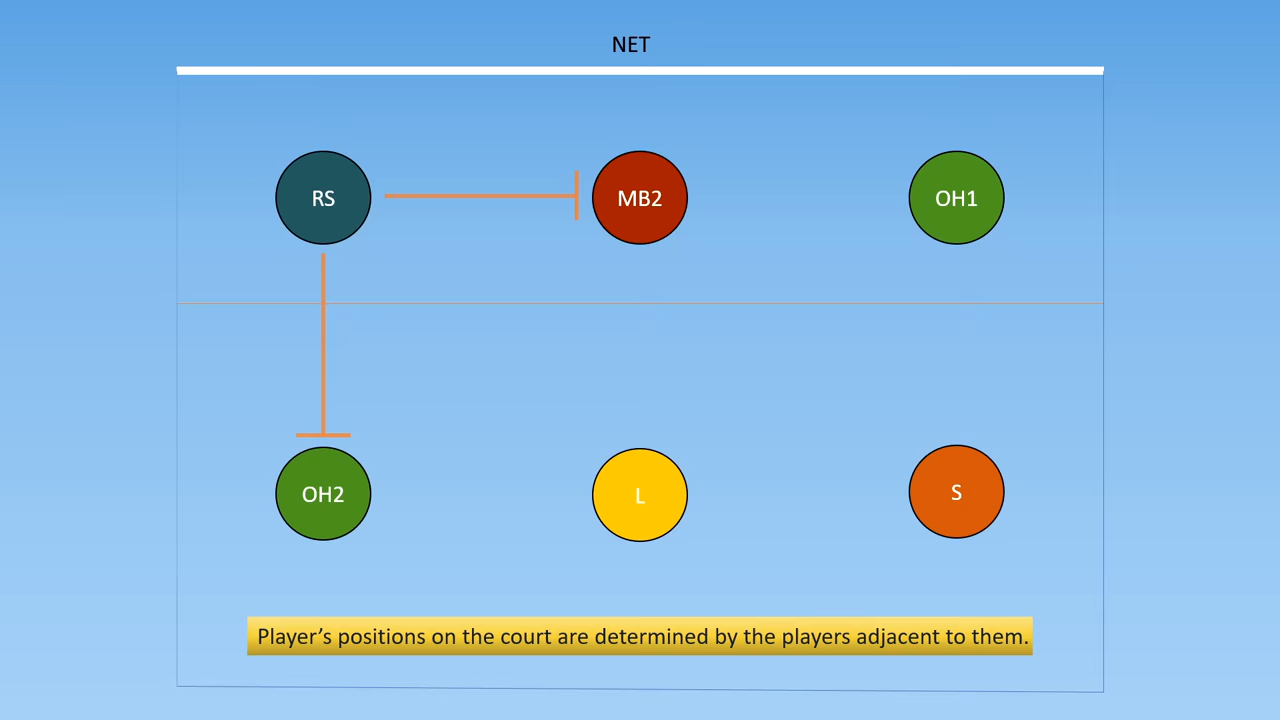 NET
RS
MB2
OH1
OH2
L
S
Player’s positions on the court are determined by the players adjacent to them.